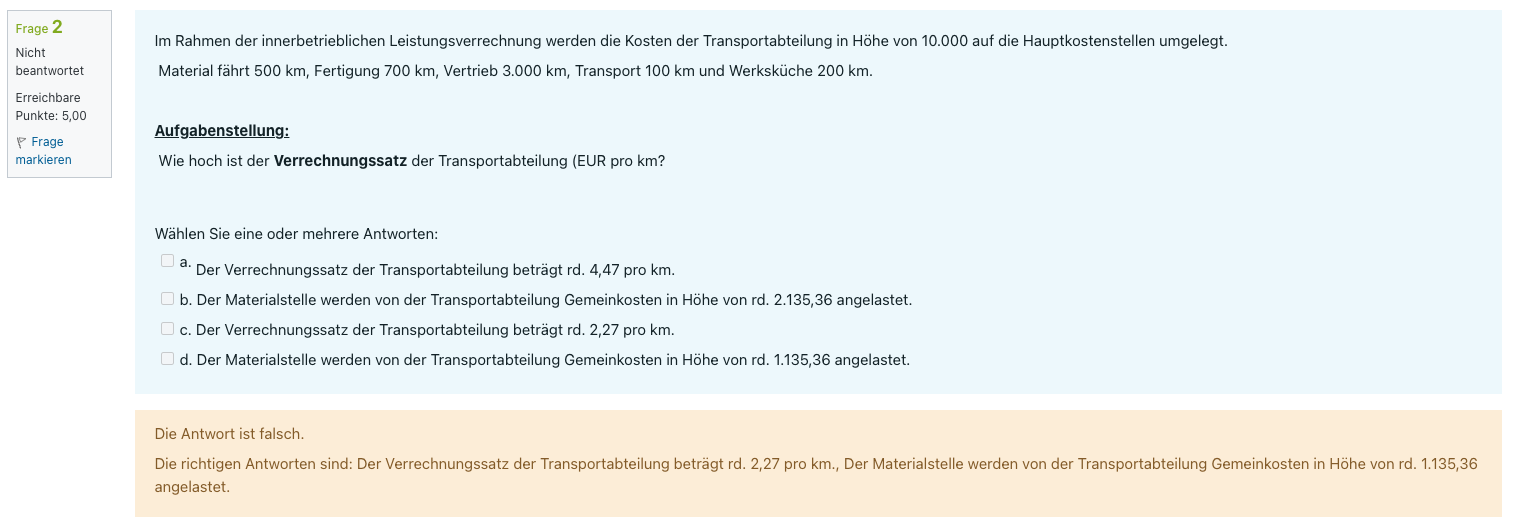 Frage 2
Nicht
beantwortet
Erreichbare
Punkte: 5,00
Frage
markieren
Im Rahmen der innerbetrieblichen Leistungsverrechnung werden die Kosten der Transportabteilung in Höhe von 10.000 auf die Hauptkostenstellen umgelegt.
Material fährt 500 km, Fertigung 700 km, Vertrieb 3.000 km, Transport 100 km und Werksküche 200 km.
Aufgabenstellung:
Wie hoch ist der Verrechnungssatz der Transportabteilung (EUR pro km?
Wählen Sie eine oder mehrere Antworten:
a. Der Verrechnungssatz der Transportabteilung beträgt rd. 4,47 pro km.
b. Der Materialstelle werden von der Transportabteilung Gemeinkosten in Höhe von rd. 2.135,36 angelastet.
c. Der Verrechnungssatz der Transportabteilung beträgt rd. 2,27 pro km.
d. Der Materialstelle werden von der Transportabteilung Gemeinkosten in Höhe von rd. 1.135,36 angelastet.
Die Antwort ist falsch.
Die richtigen Antworten sind: Der Verrechnungssatz der Transportabteilung beträgt rd. 2,27 pro km., Der Materialstelle werden von der Transportabteilung Gemeinkosten in Höhe von rd. 1.135,36
angelastet.